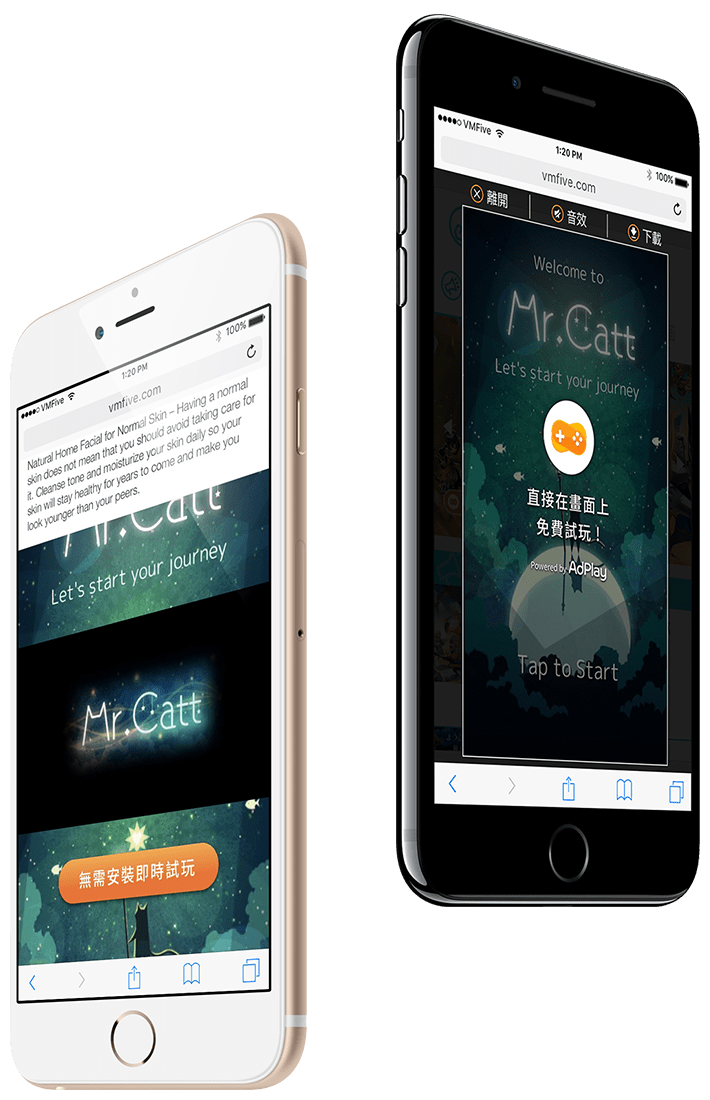 VMFive
1:20 PM
100%
vmfive.com
Natural Home Facial for Normal Skin – Having a normal
skin does not mean that you should avoid taking care for
it. Cleanse tone and moisturize your skin daily so your
skin will stay healthy for years to come and make you
look younger than your peers.
Mr.Catt
Let's start your journey
Mr.Catt
無需安裝即時試玩
VMFive
1:20 PM
100%
vmfive.com
離開
音效
下載
Welcome to
Mr.Catt
Let's start your journey
直接在畫面上
免費試玩！
Powered by AdPlay
Tap to Start